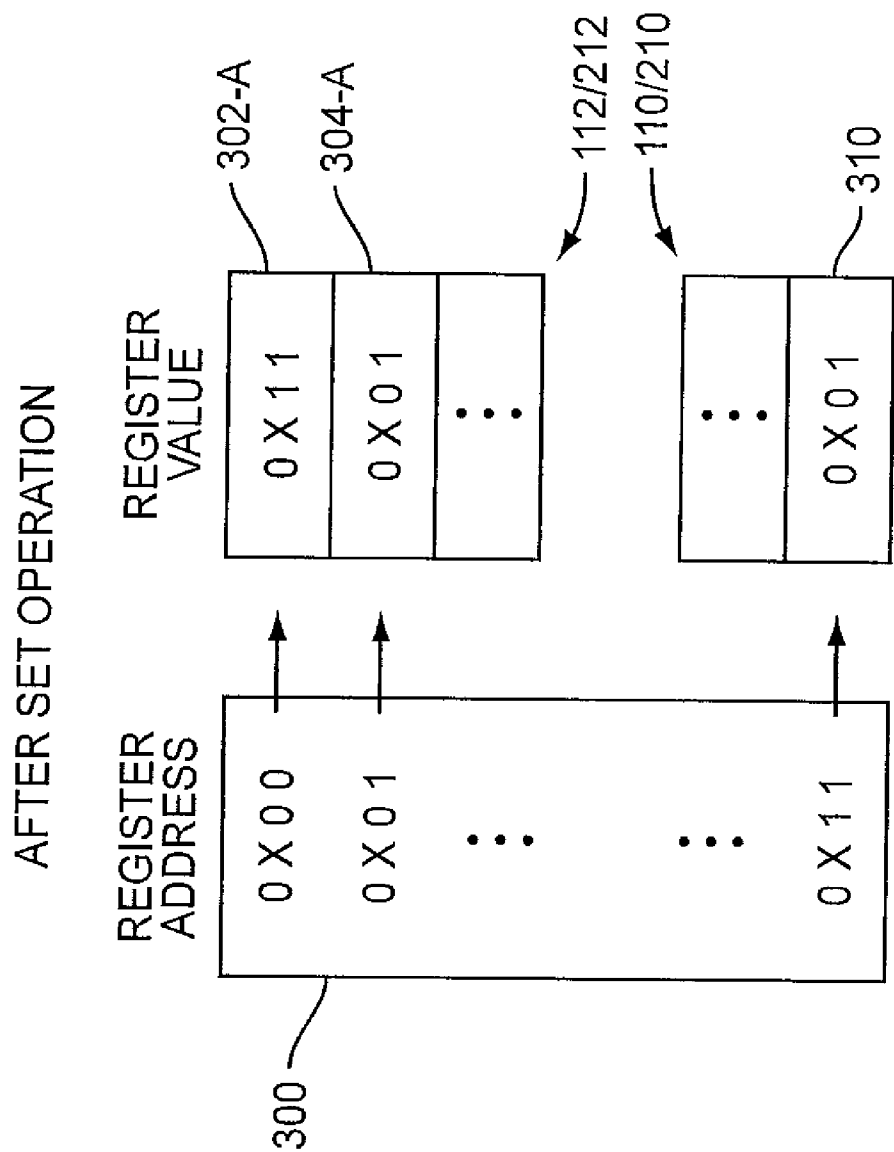 AFTER SET OPERATION
REGISTER
ADDRESS
REGISTER
VALUE
300
0X00
0X11
302-A
0X01
0X01
304-A
112/212
110/210
0X11
0X01
310